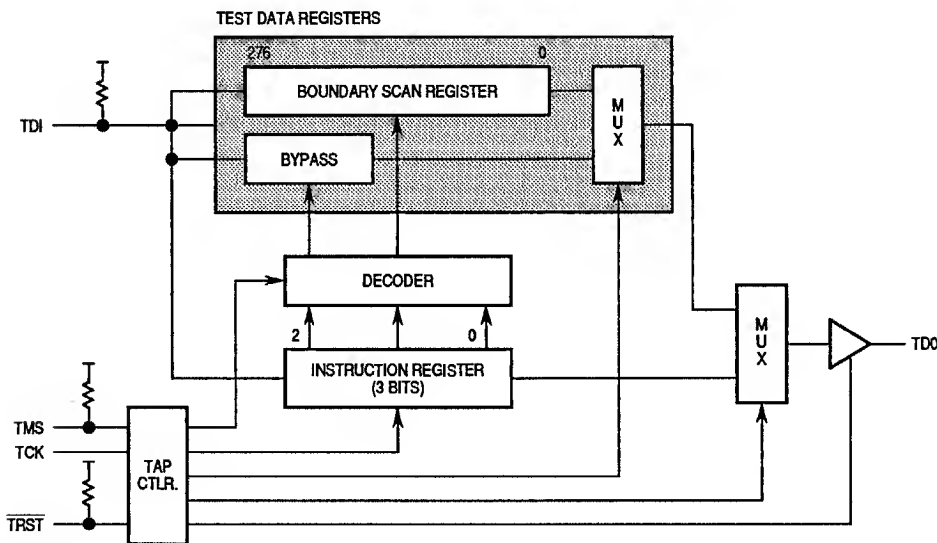 TEST DATA REGISTERS
276
0
BOUNDARY SCAN REGISTER
MUX
TDI
BYPASS
DECODER
2
0
INSTRUCTION REGISTER
(3 BITS)
MUX
TDO
TMS
TCK
TAP
CTLR.
TRST